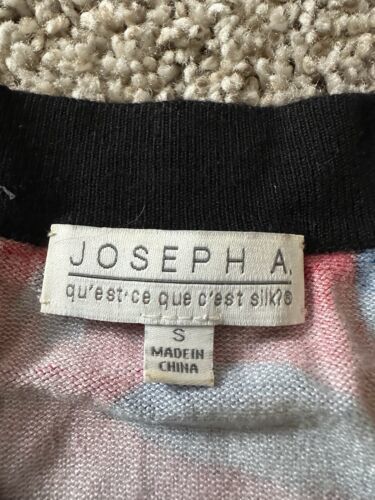 JOSEPH A.
qu'est·ce que c'est silk?®
S
MADE IN
CHINA